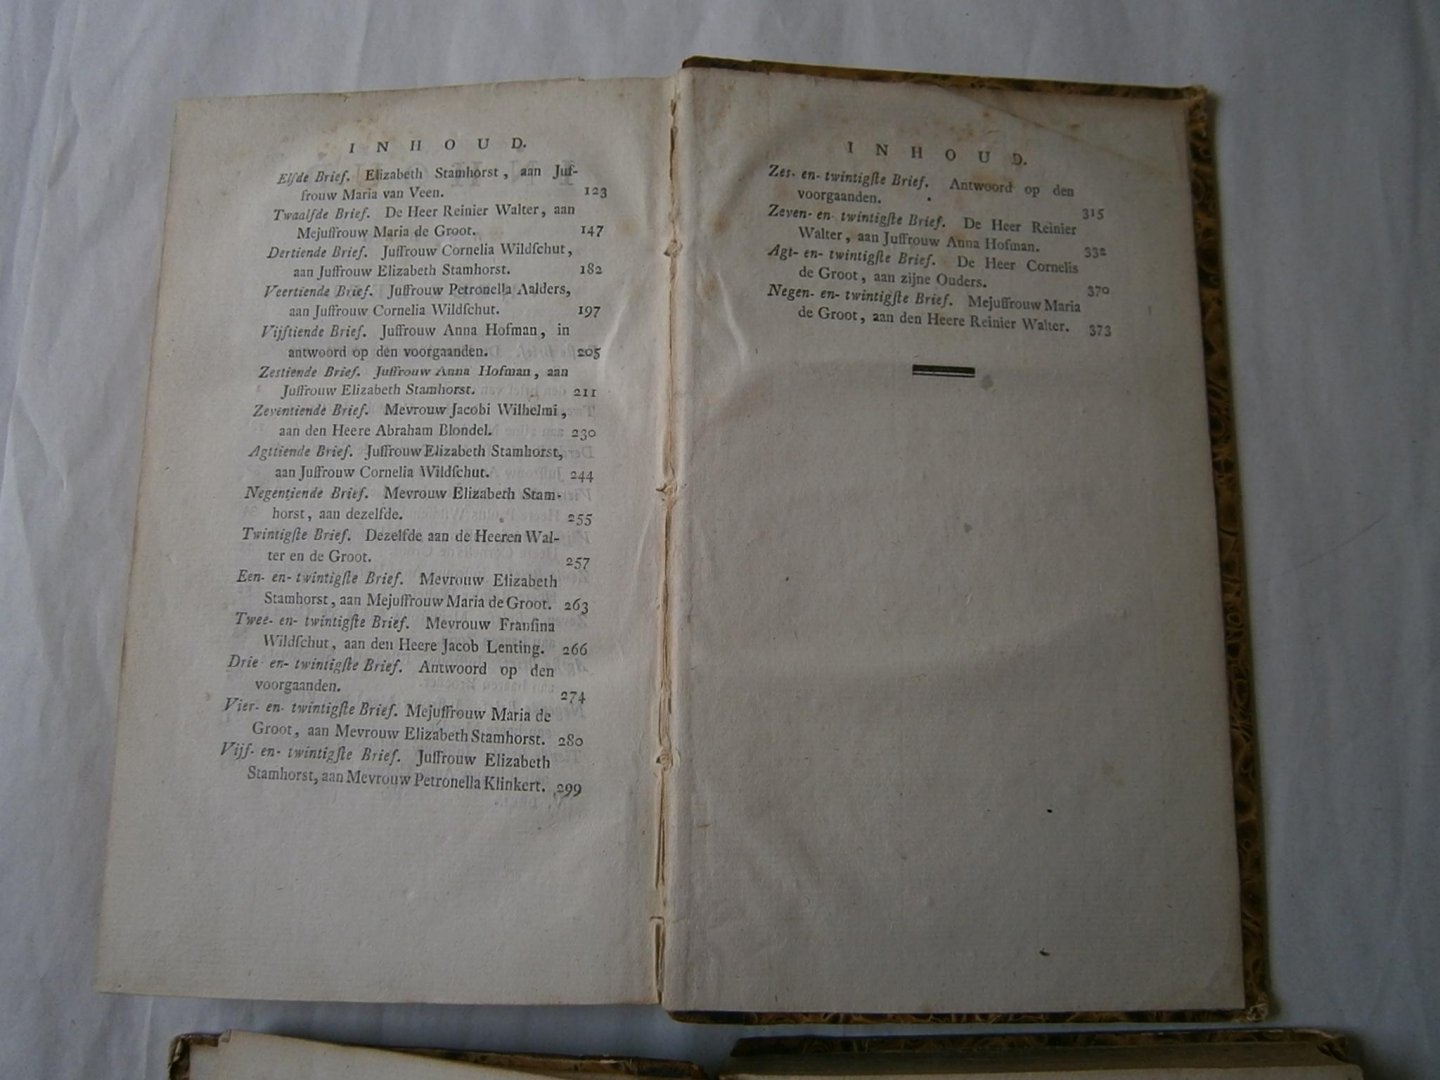 INHOUD.
Elfde Brief. Elizabeth Stamhorst, aan Juf-
frouw Maria van Veen. 123
Twaalfde Brief. De Heer Reinier Walter, aan
Mejuffrouw Maria de Groot. 147
Dertiende Brief. Juffrouw Cornelia Wildſchut,
aan Juffrouw Elizabeth Stamhorst. 182
Veertiende Brief. Juffrouw Petronella Aalders,
aan Juffrouw Cornelia Wildſchut. 197
Vijftiende Brief. Juffrouw Anna Hofman, in
antwoord op den voorgaanden. 205
Zestiende Brief. Juffrouw Anna Hofman, aan
Juffrouw Elizabeth Stamhorst. 211
Zeventiende Brief. Mevrouw Jacobi Wilhelmi,
aan den Heere Abraham Blondel. 230
Agttiende Brief. Juffrouw Elizabeth Stamhorst,
aan Juffrouw Cornelia Wildſchut. 244
Negentiende Brief. Mevrouw Elizabeth Stam-
horst, aan dezelfde. 255
Twintigſte Brief. Dezelfde aan de Heeren Wal-
ter en de Groot. 257
Een- en- twintigſte Brief. Mevrouw Elizabeth
Stamhorst, aan Mejuffrouw Maria de Groot. 263
Twee- en- twintigſte Brief. Mevrouw Franſina
Wildſchut, aan den Heere Jacob Lenting. 266
Drie- en- twintigſte Brief. Antwoord op den
voorgaanden. 274
Vier- en- twintigſte Brief. Mejuffrouw Maria de
Groot, aan Mevrouw Elizabeth Stamhorst. 280
Vijf- en- twintigſte Brief. Juffrouw Elizabeth
Stamhorst, aan Mevrouw Petronella Klinkert. 299
INHOUD.
Zes- en- twintigſte Brief. Antwoord op den
voorgaanden. 315
Zeven- en- twintigſte Brief. De Heer Reinier
Walter, aan Juffrouw Anna Hofman. 332
Agt- en- twintigſte Brief. De Heer Cornelis
de Groot, aan zijne Ouders. 370
Negen- en- twintigſte Brief. Mejuffrouw Maria
de Groot, aan den Heere Reinier Walter. 373